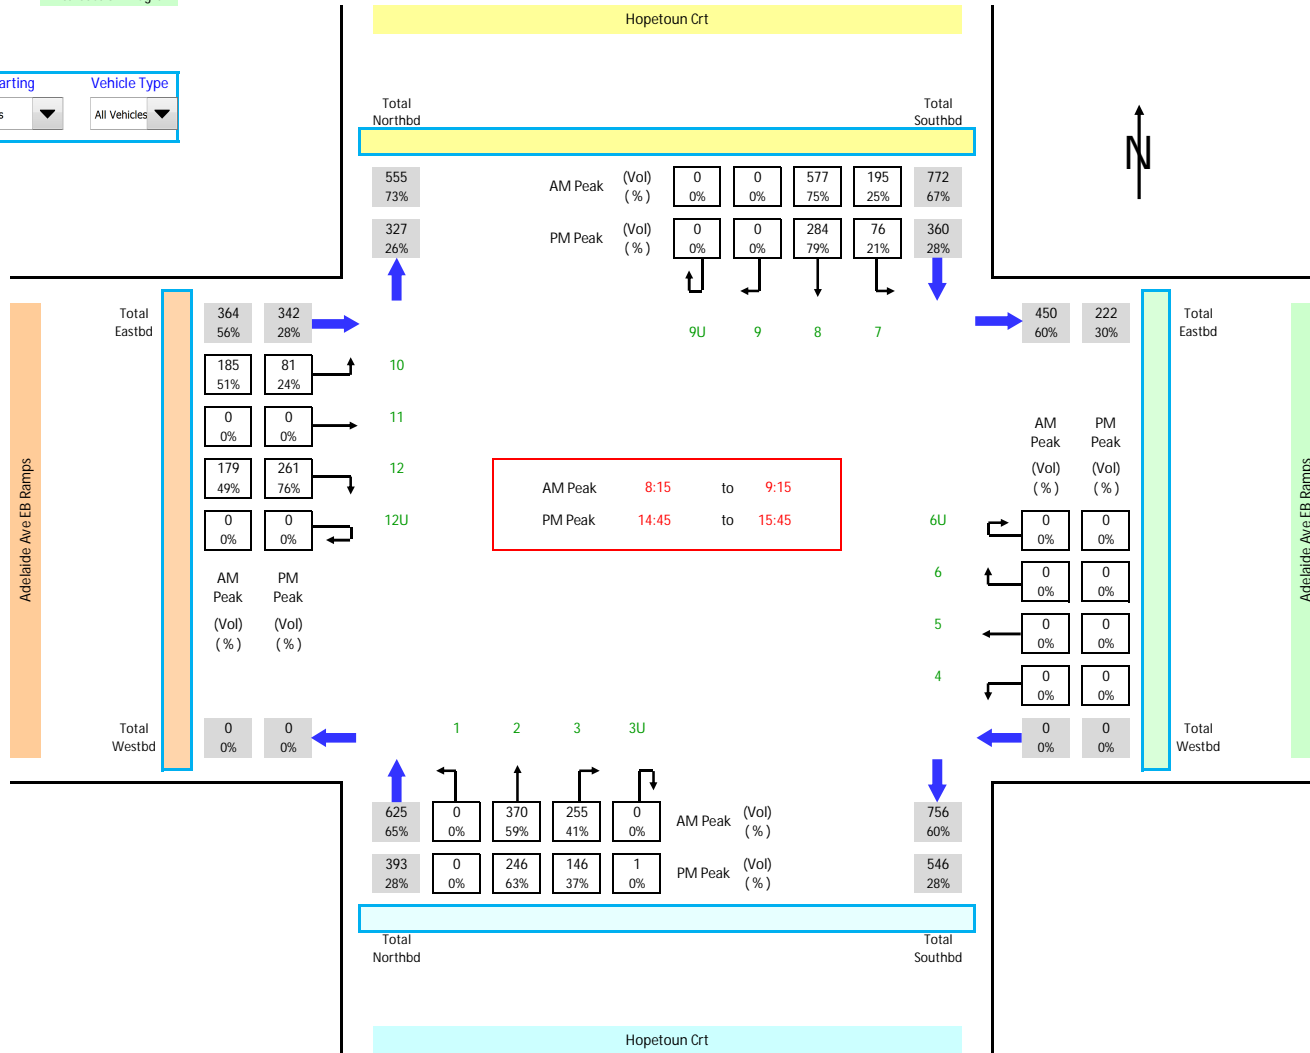 Hopetoun Crt
arting Vehicle Type
s All Vehicles
Total Northbd
Total Southbd
N
555 73%
AM Peak (Vol) (%) 0 0% 0 0% 577 75% 195 25% 772 67%
327 26%
PM Peak (Vol) (%) 0 0% 0 0% 284 79% 76 21% 360 28%
9U 9 8 7
Total Eastbd
364 56% 342 28%
185 51% 81 24% 10
0 0% 0 0% 11
179 49% 261 76% 12
0 0% 0 0% 12U
AM Peak (Vol) (%)
PM Peak (Vol) (%)
Adelaide Ave EB Ramps
Total Westbd
0 0% 0 0%
AM Peak 8:15 to 9:15
PM Peak 14:45 to 15:45
450 60% 222 30%
Total Eastbd
AM Peak (Vol) (%)
PM Peak (Vol) (%)
6U 0 0% 0 0%
6 0 0% 0 0%
5 0 0% 0 0%
4 0 0% 0 0%
0 0% 0 0%
Total Westbd
Adelaide Ave EB Ramps
1 2 3 3U
625 65% 0 0% 370 59% 255 41% 0 0% AM Peak (Vol) (%) 756 60%
393 28% 0 0% 246 63% 146 37% 1 0% PM Peak (Vol) (%) 546 28%
Total Northbd
Total Southbd
Hopetoun Crt